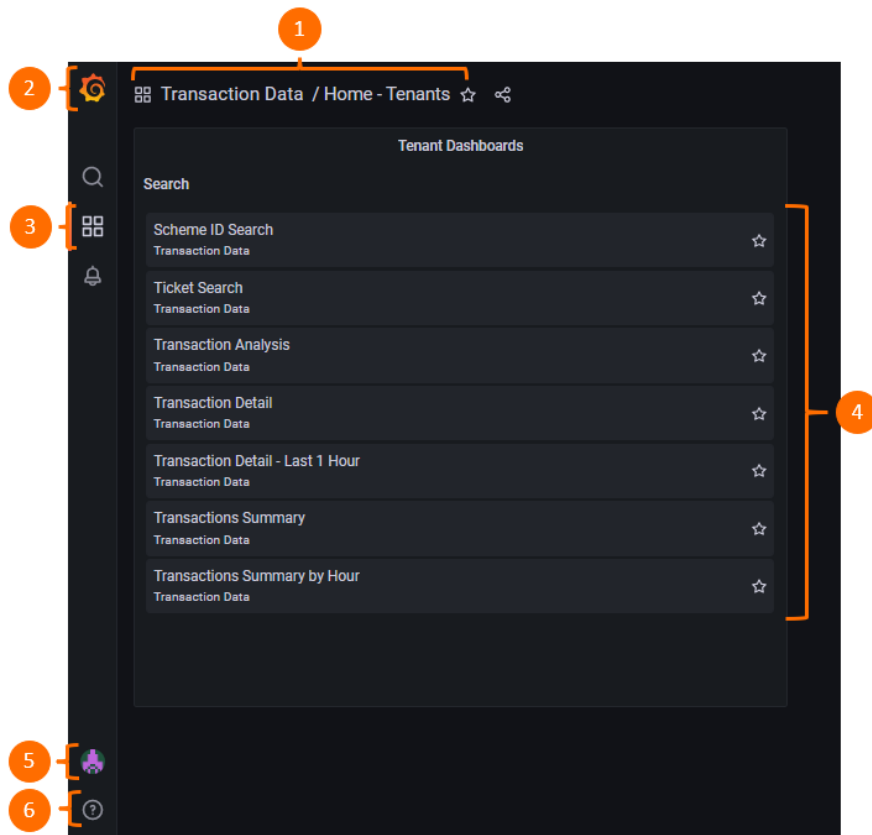 1
2
Transaction Data / Home - Tenants
Tenant Dashboards
Search
3
Scheme ID Search
Transaction Data
Ticket Search
Transaction Data
Transaction Analysis
Transaction Data
Transaction Detail
Transaction Data
4
Transaction Detail - Last 1 Hour
Transaction Data
Transactions Summary
Transaction Data
Transactions Summary by Hour
Transaction Data
5
6
?